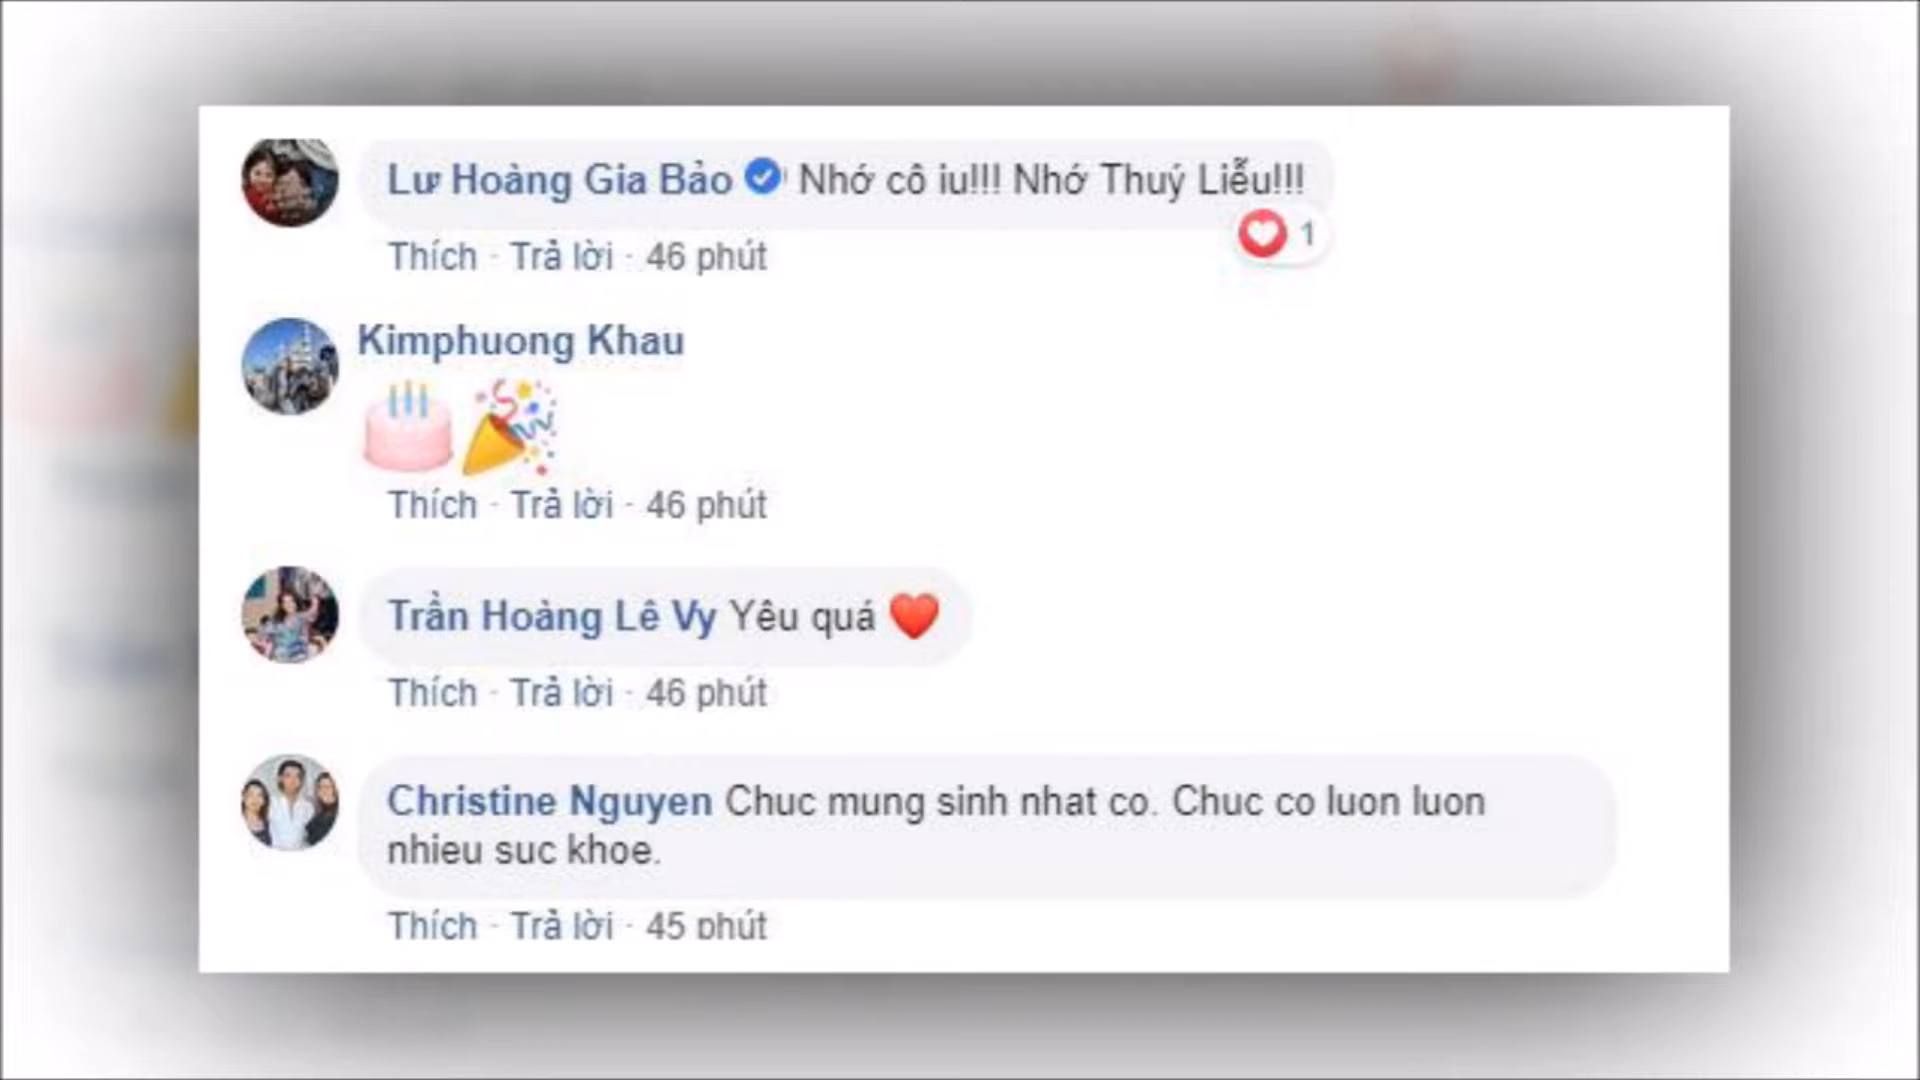 Lư Hoàng Gia Bảo Nhớ cô iu!!! Nhớ Thuý Liễu!!!
1
Thích · Trả lời · 46 phút
Kimphuong Khau
Thích · Trả lời · 46 phút
Trần Hoàng Lê Vy Yêu quá ❤️
Thích · Trả lời · 46 phút
Christine Nguyen Chuc mung sinh nhat co. Chuc co luon luon
nhieu suc khoe.
Thích · Trả lời · 45 phút